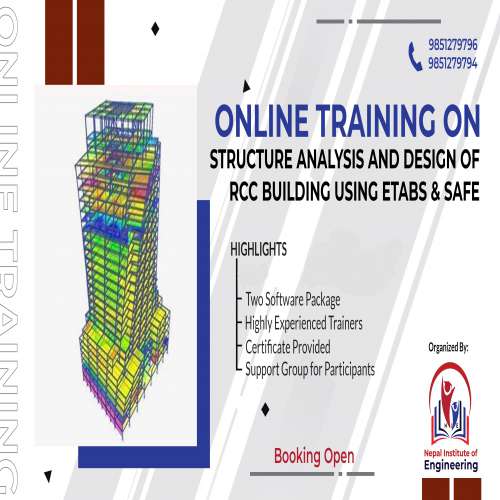 ONLINE TRAINING
9851279796
9851279794
ONLINE TRAINING ON
STRUCTURE ANALYSIS AND DESIGN OF
RCC BUILDING USING ETABS & SAFE
HIGHLIGHTS
Two Software Package
Highly Experienced Trainers
Certificate Provided
Support Group for Participants
Booking Open
Organized By:
Nepal Institute of
Engineering